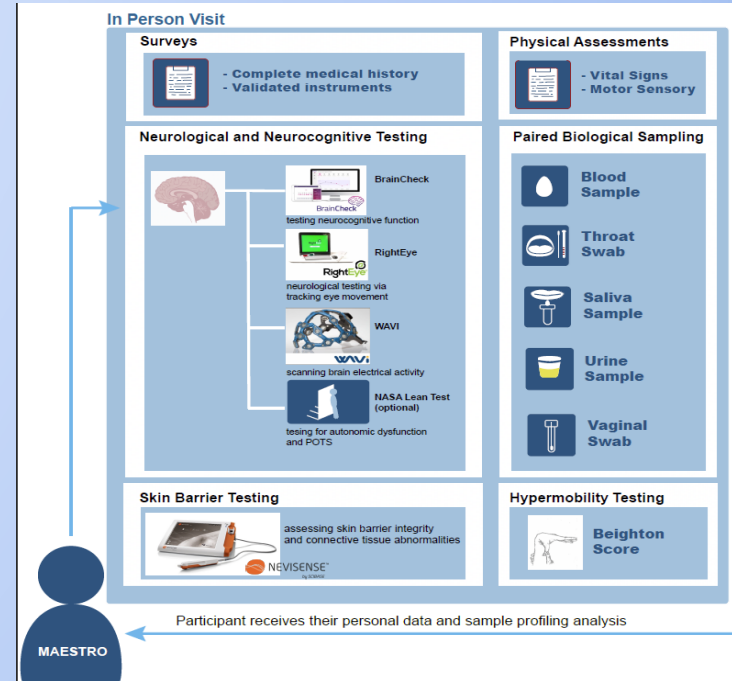 In Person Visit
Surveys
- Complete medical history
- Validated instruments
Physical Assessments
- Vital Signs
- Motor Sensory
Neurological and Neurocognitive Testing
BrainCheck
BrainCheck
testing neurocognitive function
RightEye
RightEye
neurological testing via
tracking eye movement
WAVI
WAVi
scanning brain electrical activity
NASA Lean Test
(optional)
tesing for autonomic dysfunction
and POTS
Paired Biological Sampling
Blood
Sample
Throat
Swab
Saliva
Sample
Urine
Sample
Vaginal
Swab
Skin Barrier Testing
assessing skin barrier integrity
and connective tissue abnormalities
NEVISENSE™
by SCIBASE
Hypermobility Testing
Beighton
Score
Participant receives their personal data and sample profiling analysis
MAESTRO